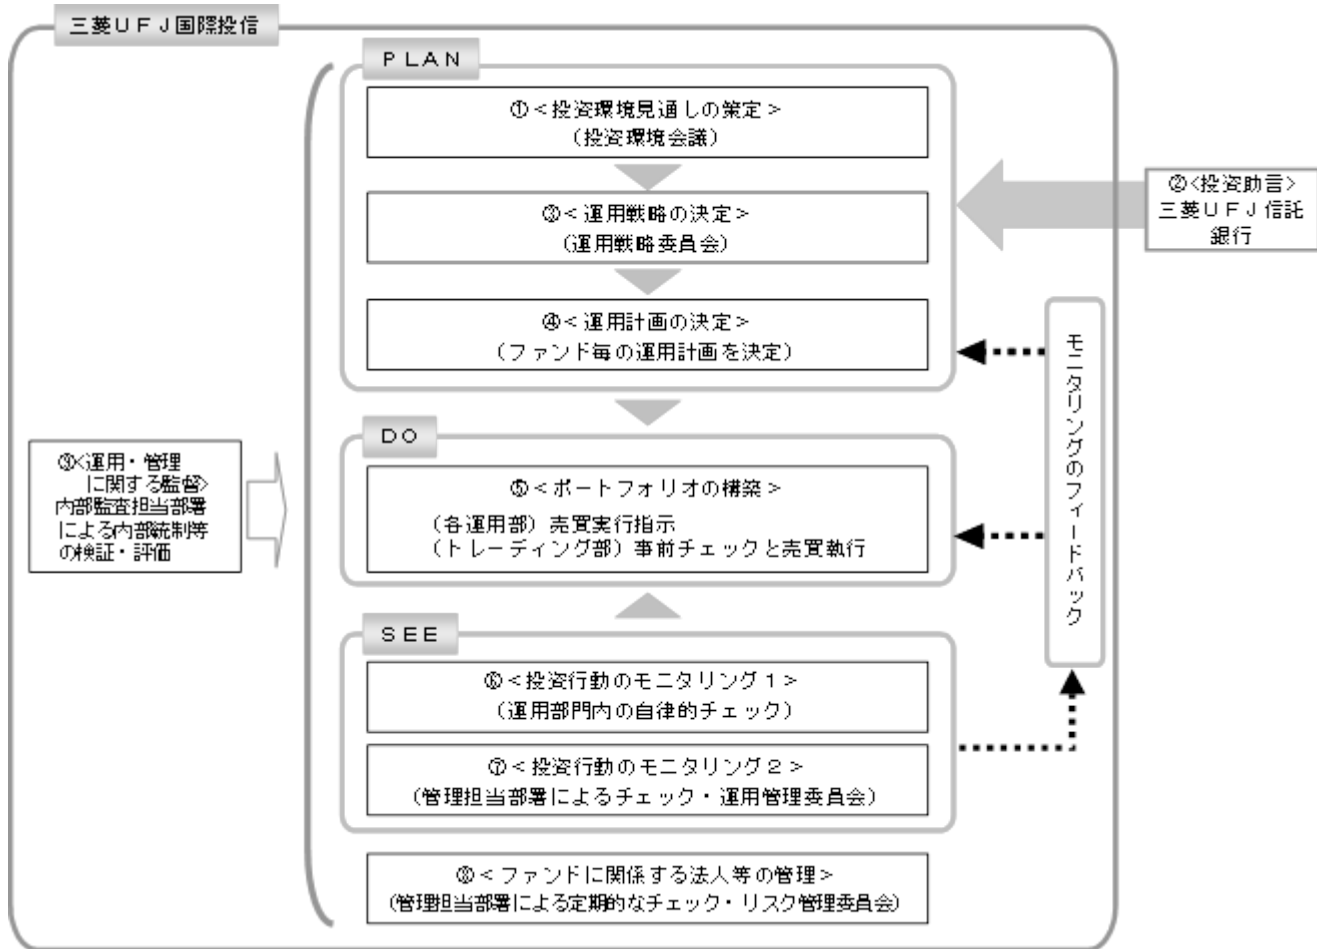 三菱ＵＦＪ国際投信
ＰＬＡＮ
①＜投資環境見通しの策定＞
（投資環境会議）
②<投資助言>
三菱ＵＦＪ信託
銀行
③＜運用戦略の決定＞
（運用戦略委員会）
④＜運用計画の決定＞
（ファンド毎の運用計画を決定）
モニタリングのフィードバック
ＤＯ
⑤＜ポートフォリオの構築＞
（各運用部）売買実行指示
（トレーディング部）事前チェックと売買執行
⑨<運用・管理
に関する監督>
内部監査担当部署
による内部統制等
の検証・評価
ＳＥＥ
⑥＜投資行動のモニタリング１＞
（運用部門内の自律的チェック）
⑦＜投資行動のモニタリング２＞
（管理担当部署によるチェック・運用管理委員会）
⑧＜ファンドに関係する法人等の管理＞
（管理担当部署による定期的なチェック・リスク管理委員会）